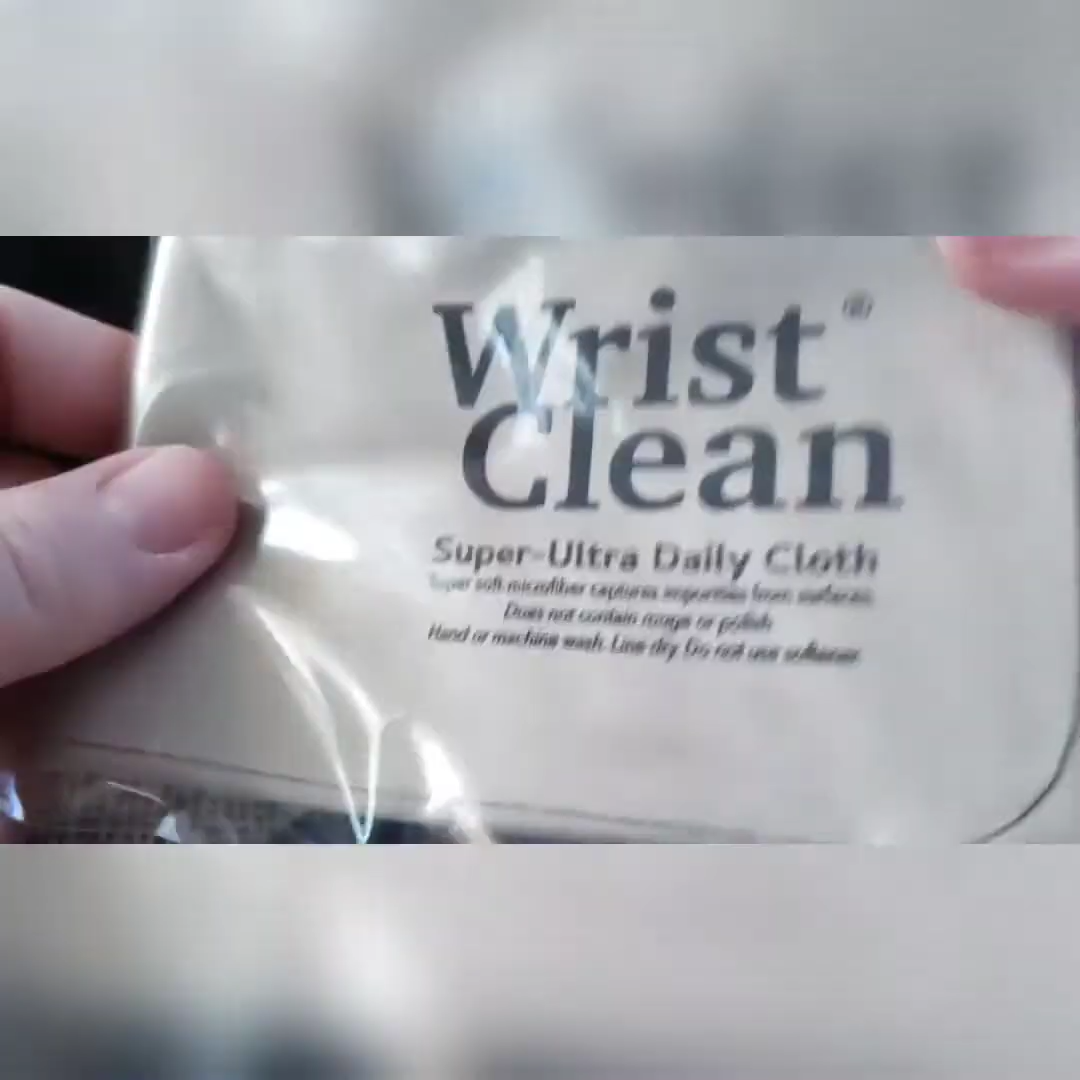 Wrist®
Clean
Super-Ultra Daily Cloth
Super soft microfiber captures impurities from surfaces.
Does not contain rouge or polish
Hand or machine wash. Line dry. Do not use softener.